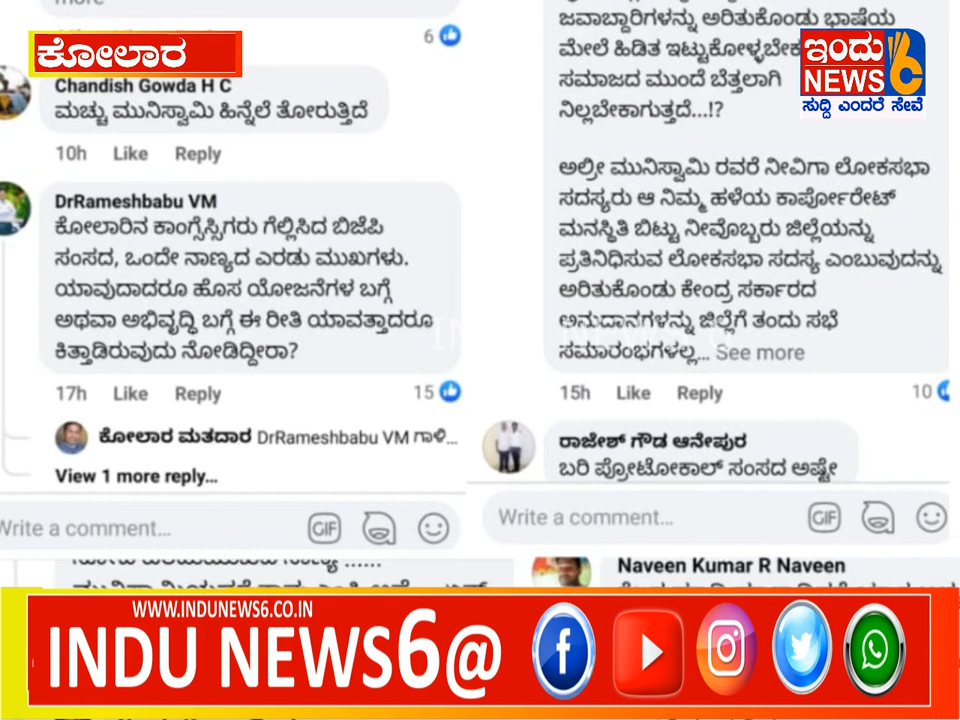 more
6
ಕೋಲಾರ
Chandish Gowda H C
ಮಚ್ಚು ಮುನಿಸ್ವಾಮಿ ಹಿನ್ನೆಲೆ ತೋರುತ್ತಿದೆ
10h Like Reply
DrRameshbabu VM
ಕೋಲಾರಿನ ಕಾಂಗ್ರೆಸ್ಸಿಗರು ಗೆಲ್ಲಿಸಿದ ಬಿಜೆಪಿ
ಸಂಸದ, ಒಂದೇ ನಾಣ್ಯದ ಎರಡು ಮುಖಗಳು.
ಯಾವುದಾದರೂ ಹೊಸ ಯೋಜನೆಗಳ ಬಗ್ಗೆ
ಅಥವಾ ಅಭಿವೃದ್ಧಿ ಬಗ್ಗೆ ಈ ರೀತಿ ಯಾವತ್ತಾದರೂ
ಕಿತ್ತಾಡಿರುವುದು ನೋಡಿದ್ದೀರಾ?
17h Like Reply 15
ಕೋಲಾರ ಮತದಾರ DrRameshbabu VM ಗಾಳಿ...
View 1 more reply...
Write a comment... GIF
ಜವಾಬ್ದಾರಿಗಳನ್ನು ಅರಿತುಕೊಂಡು ಭಾಷೆಯ
ಮೇಲೆ ಹಿಡಿತ ಇಟ್ಟುಕೋಳ್ಳಬೇಕ
ಸಮಾಜದ ಮುಂದೆ ಬೆತ್ತಲಾಗಿ
ನಿಲ್ಲಬೇಕಾಗುತ್ತದೆ...!?
ಅಲ್ರೀ ಮುನಿಸ್ವಾಮಿ ರವರೆ ನೀವಿಗಾ ಲೋಕಸಭಾ
ಸದಸ್ಯರು ಆ ನಿಮ್ಮ ಹಳೆಯ ಕಾರ್ಪೋರೇಟ್
ಮನಸ್ಥಿತಿ ಬಿಟ್ಟು ನೀವೊಬ್ಬರು ಜಿಲ್ಲೆಯನ್ನು
ಪ್ರತಿನಿಧಿಸುವ ಲೋಕಸಭಾ ಸದಸ್ಯ ಎಂಬುವುದನ್ನು
ಅರಿತುಕೊಂಡು ಕೇಂದ್ರ ಸರ್ಕಾರದ
ಅನುದಾನಗಳನ್ನು ಜಿಲ್ಲೆಗೆ ತಂದು ಸಭೆ
ಸಮಾರಂಭಗಳಲ್ಲ... See more
15h Like Reply 10
ರಾಜೇಶ್ ಗೌಡ ಆನೇಪುರ
ಬರಿ ಪ್ರೋಟೋಕಾಲ್ ಸಂಸದ ಅಷ್ಟೇ
Write a comment... GIF
Naveen Kumar R Naveen
ಇಂದು
NEWS 6
ಸುದ್ದಿ ಎಂದರೆ ಸೇವೆ
WWW.INDUNEWS6.CO.IN
INDU NEWS6@